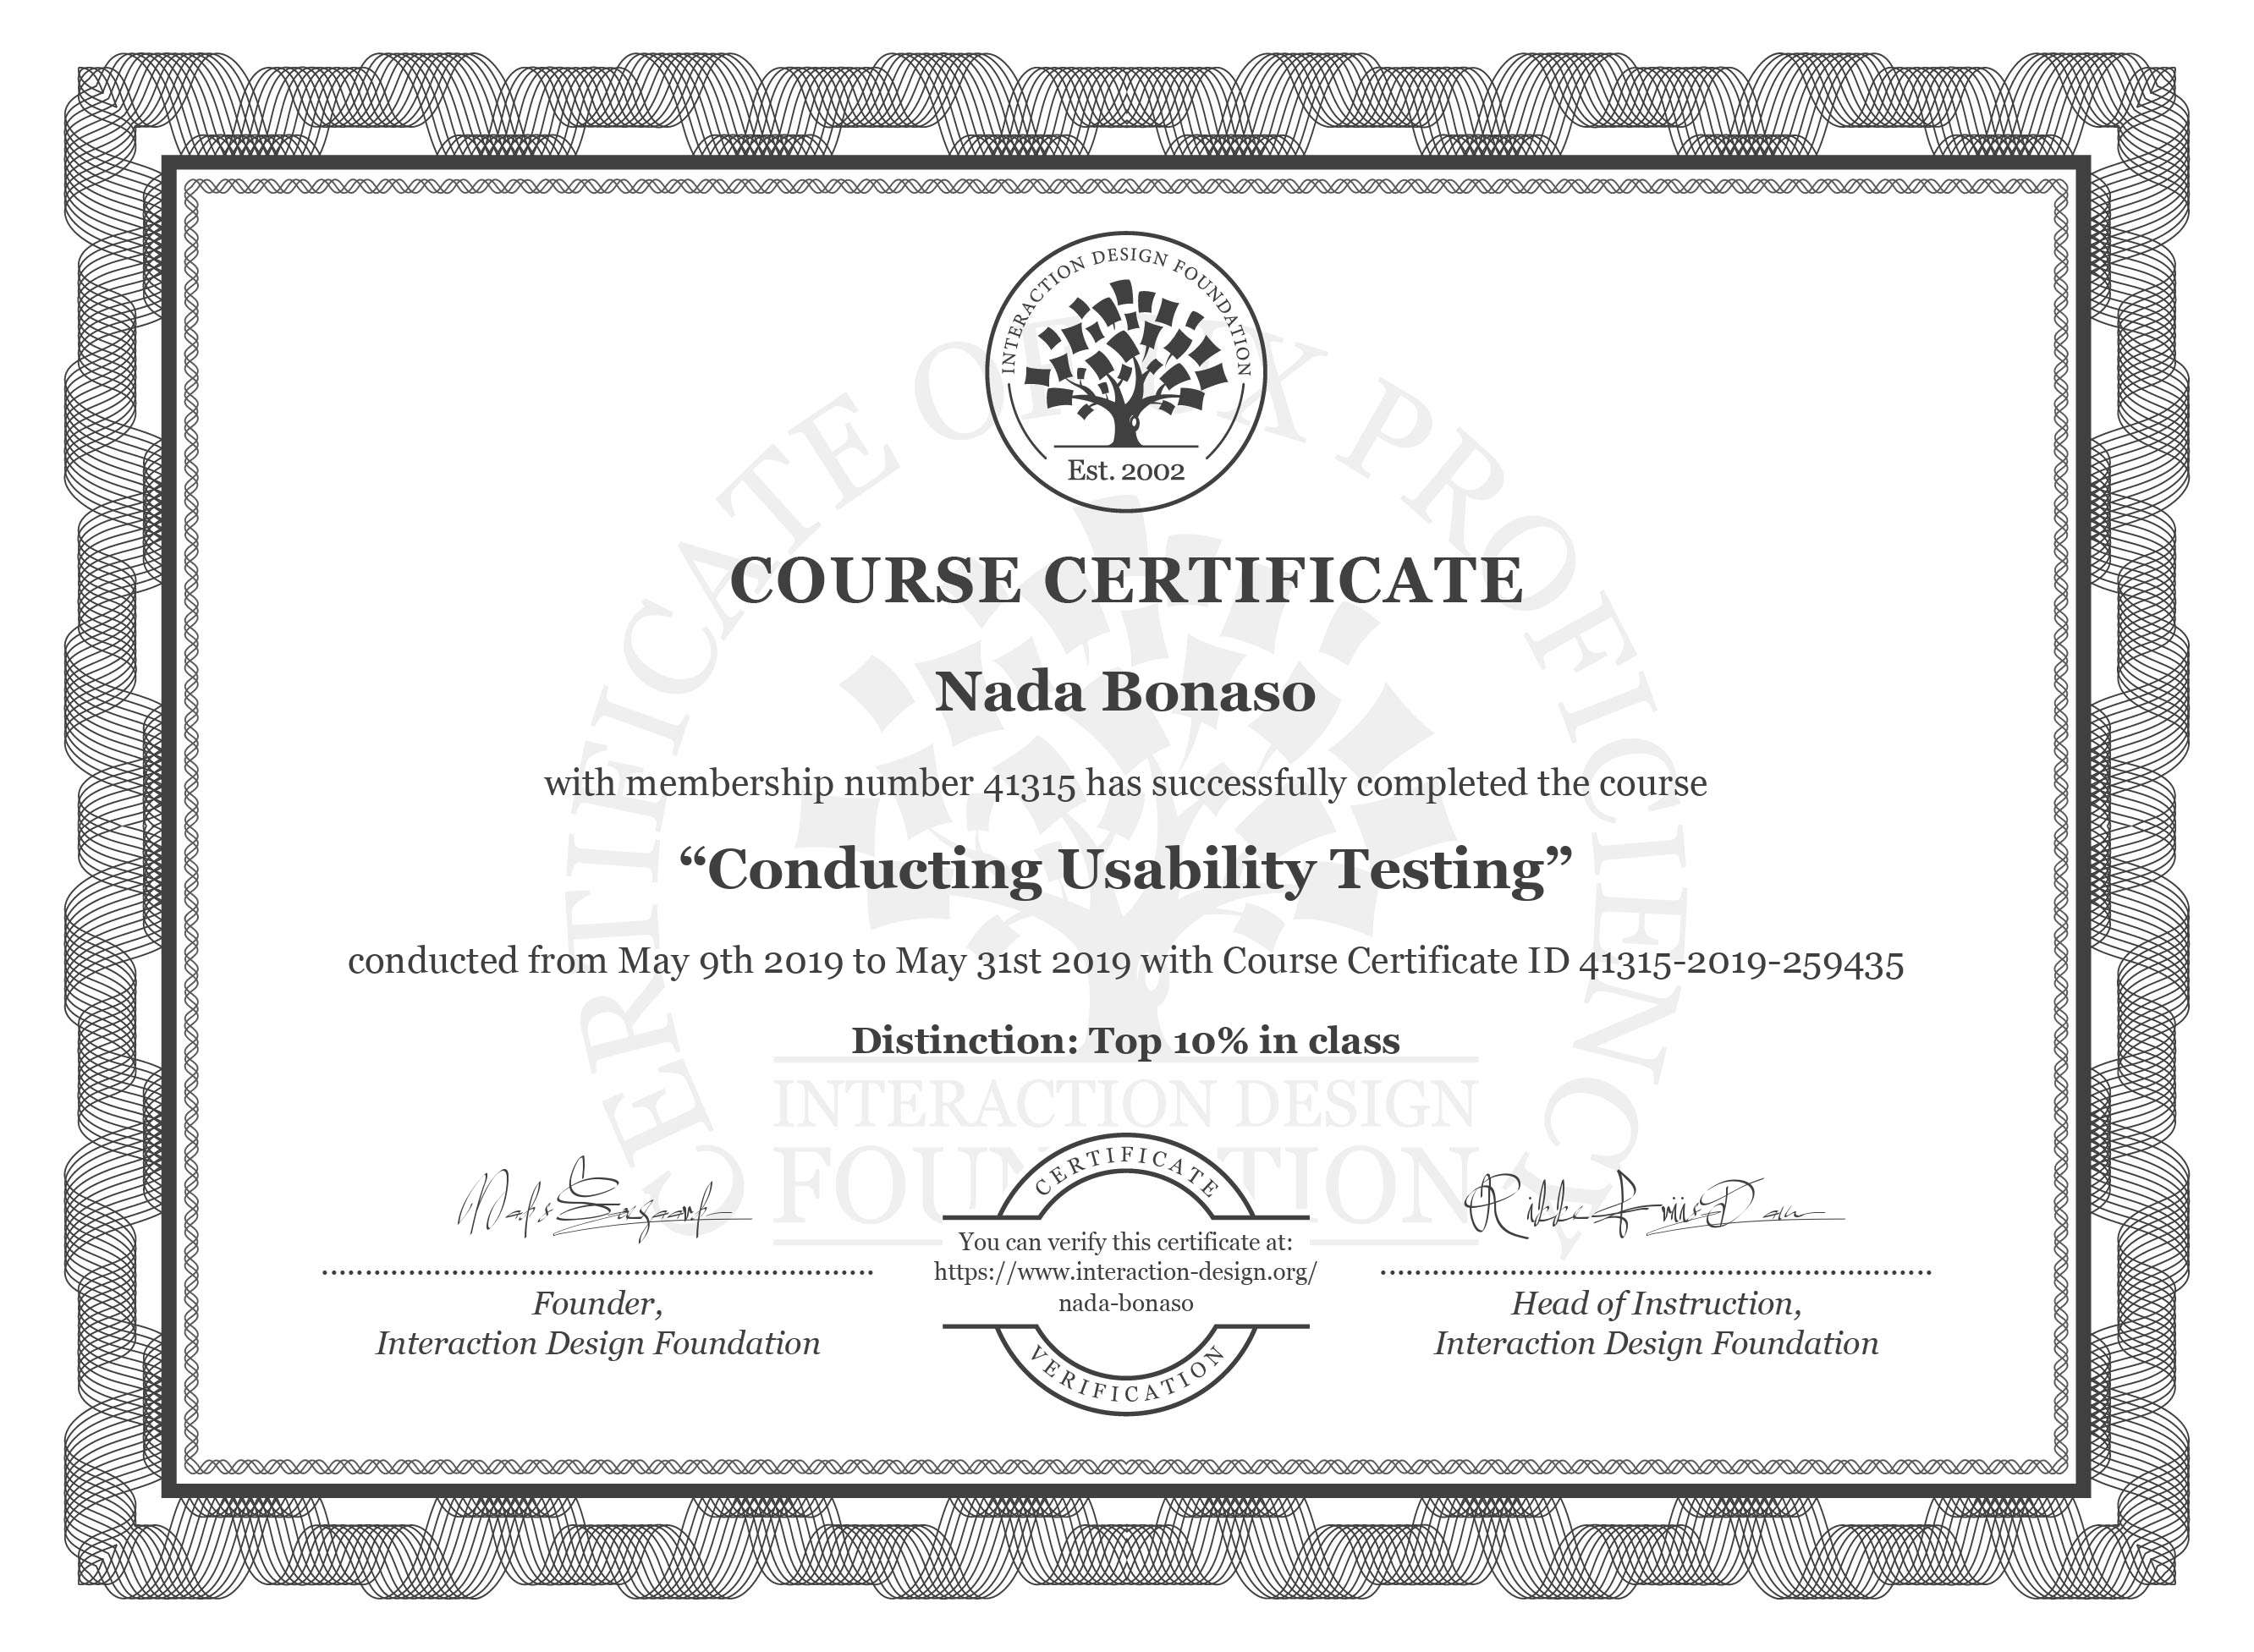 INTERACTION DESIGN FOUNDATION
Est. 2002
CERTIFICATE OF UX PROFICIENCY
COURSE CERTIFICATE
Nada Bonaso
with membership number 41315 has successfully completed the course
“Conducting Usability Testing”
conducted from May 9th 2019 to May 31st 2019 with Course Certificate ID 41315-2019-259435
Distinction: Top 10% in class
INTERACTION DESIGN
FOUNDATION
Founder,
Interaction Design Foundation
CERTIFICATE
You can verify this certificate at:
https://www.interaction-design.org/
nada-bonaso
VERIFICATION
Rikke Friis Dam
Head of Instruction,
Interaction Design Foundation